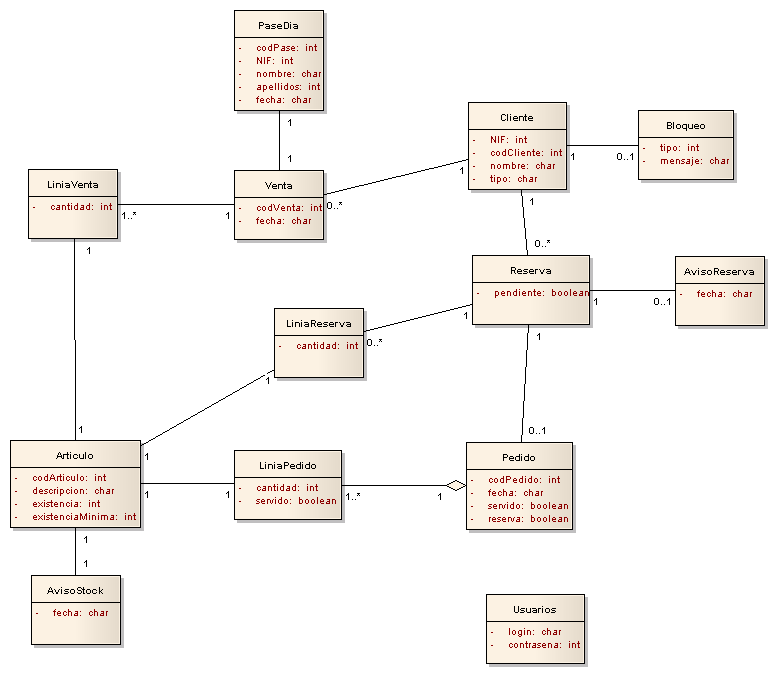 PaseDia
- codPase: int
- NIF: int
- nombre: char
- apellidos: int
- fecha: char
1
1
Cliente
- NIF: int
- codCliente: int
- nombre: char
- tipo: char
1
0..1
Bloqueo
- tipo: int
- mensaje: char
LiniaVenta
- cantidad: int
1..*
1
Venta
- codVenta: int
- fecha: char
0..*
1
1
0..*
1
1
Reserva
- pendiente: boolean
1
0..1
AvisoReserva
- fecha: char
LiniaReserva
- cantidad: int
0..*
1
1
1
1
0..1
Articulo
- codArticulo: int
- descripcion: char
- existencia: int
- existenciaMinima: int
1
1
LiniaPedido
- cantidad: int
- servido: boolean
1..*
1
Pedido
- codPedido: int
- fecha: char
- servido: boolean
- reserva: boolean
1
1
AvisoStock
- fecha: char
Usuarios
- login: char
- contrasena: int